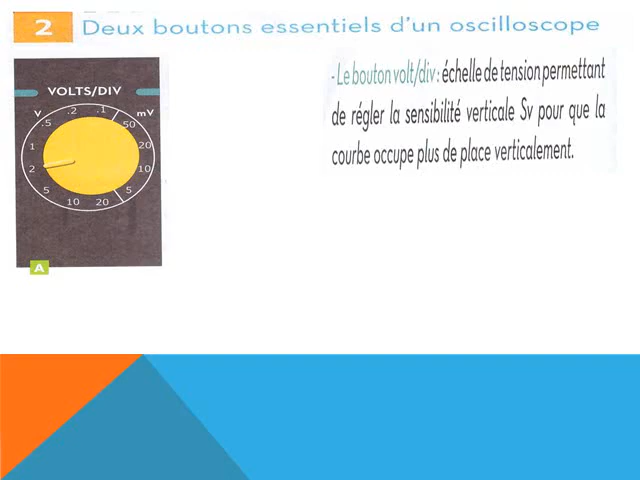 2 Deux boutons essentiels d'un oscilloscope
VOLTS/DIV
V mV
.5 .2 .1 50
1 20
2 10
5 10 20 5
A
- Le bouton volt/div : échelle de tension permettant
de régler la sensibilité verticale Sv pour que la
courbe occupe plus de place verticalement.